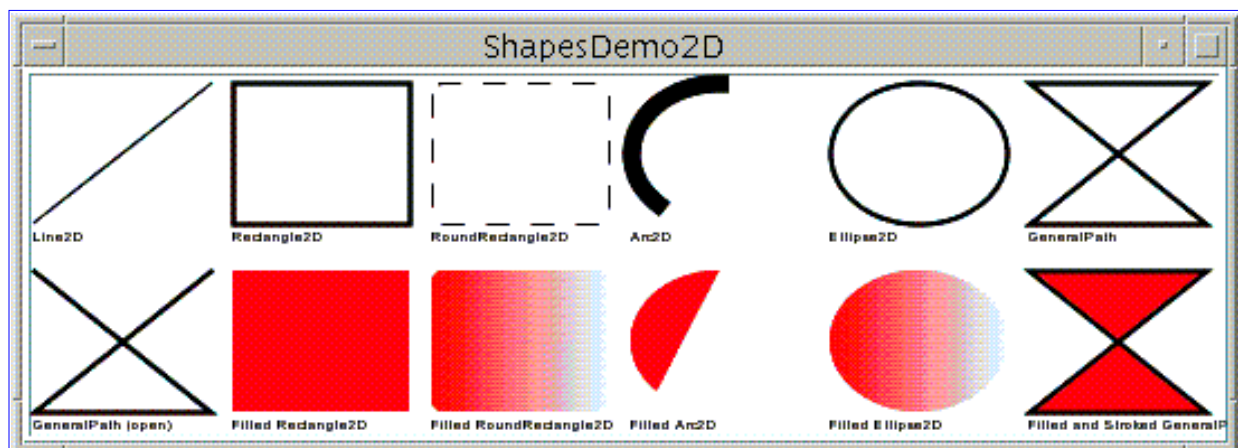 ShapesDemo2D
Line2D Rectangle2D RoundRectangle2D Arc2D Ellipse2D GeneralPath
GeneralPath (open) Filled Rectangle2D Filled RoundRectangle2D Filled Arc2D Filled Ellipse2D Filled and Stroked GeneralP